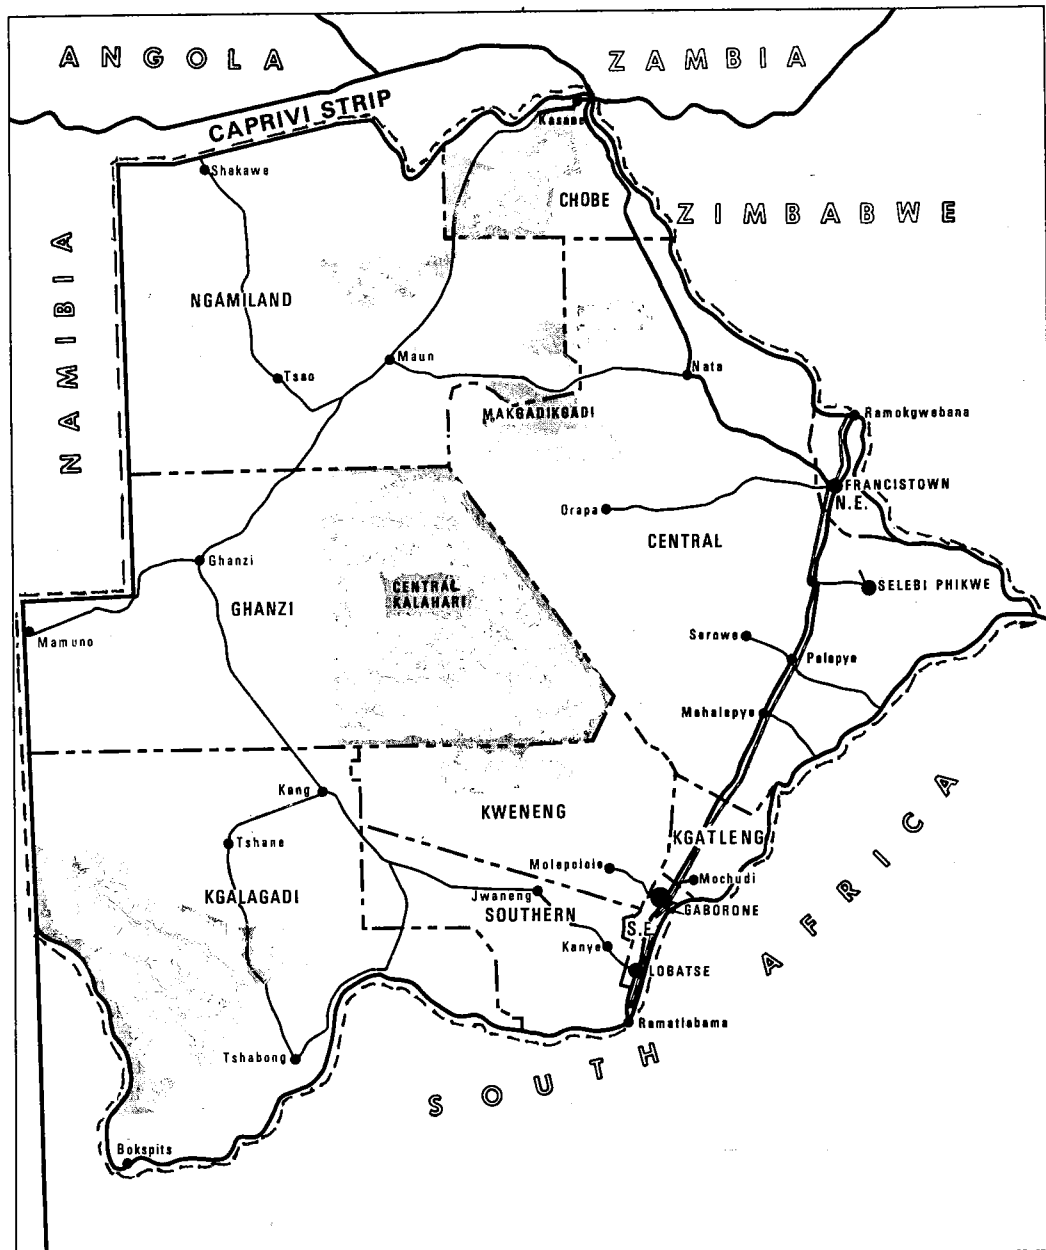 ANGOLA
ZAMBIA
CAPRIVI STRIP
Kasane
Shakawe
CHOBE
ZIMBABWE
NAMIBIA
NGAMILAND
Maun
Nata
Tsao
MAKGADIKGADI
Ramokgwebana
FRANCISTOWN
N.E.
Orapa
CENTRAL
Ghanzi
CENTRAL
KALAHARI
SELEBI PHIKWE
GHANZI
Mamuno
Serowe
Palapye
Mahalapye
Kang
KWENENG
KGATLENG
Tshane
Molepolole
Mochudi
KGALAGADI
Jwaneng
SOUTHERN
GABORONE
S.E.
Kanye
LOBATSE
Ramatlabama
Tshabong
SOUTH AFRICA
Bokspits